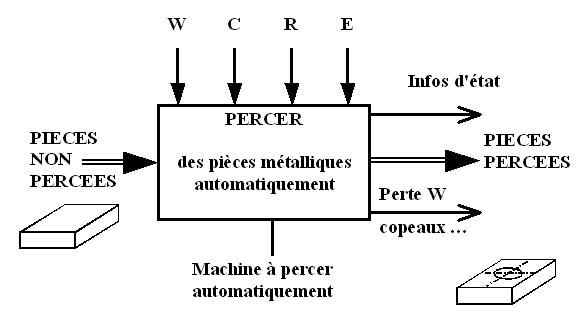 W C R E
Infos d'état
PERCER
des pièces métalliques
automatiquement
PIECES
NON
PERCEES
PIECES
PERCEES
Perte W
copeaux ...
Machine à percer
automatiquement